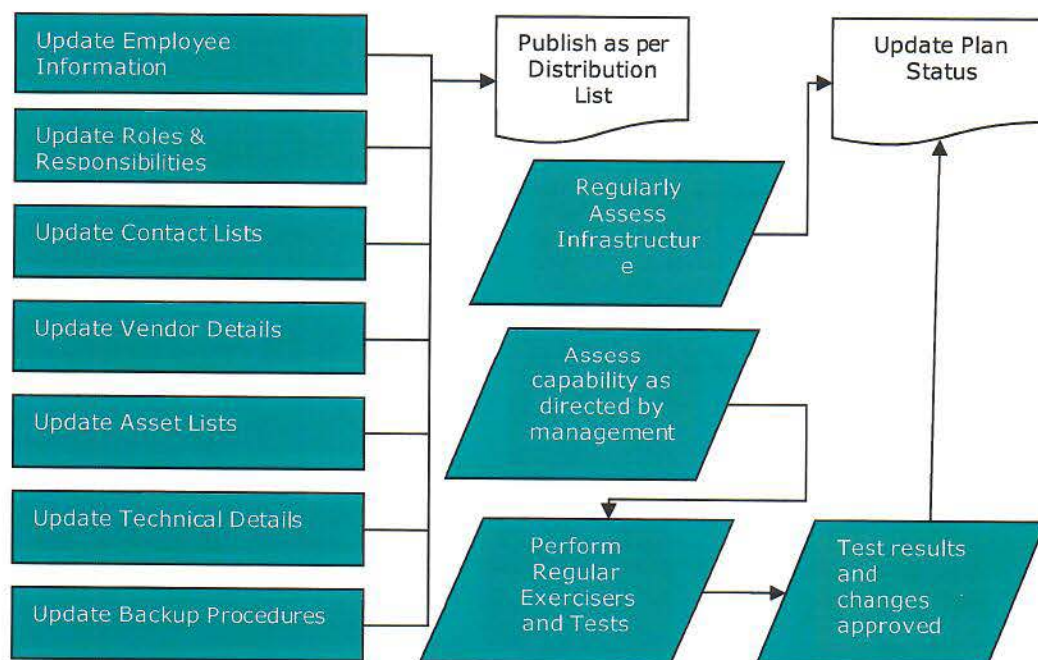 Update Employee
Information
Update Roles &
Responsibilities
Update Contact Lists
Update Vendor Details
Update Asset Lists
Update Technical Details
Update Backup Procedures
Publish as per
Distribution
List
Update Plan
Status
Regularly
Assess
Infrastructur
e
Assess
capability as
directed by
management
Perform
Regular
Exercisers
and Tests
Test results
and
changes
approved